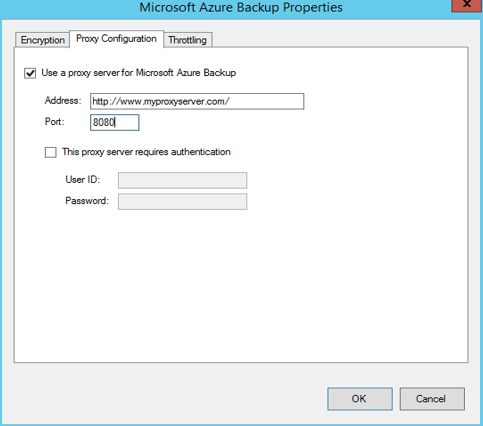 Microsoft Azure Backup Properties
Encryption Proxy Configuration Throttling
Use a proxy server for Microsoft Azure Backup
Address: http://www.myproxyserver.com/
Port: 8080
This proxy server requires authentication
User ID:
Password:
OK Cancel